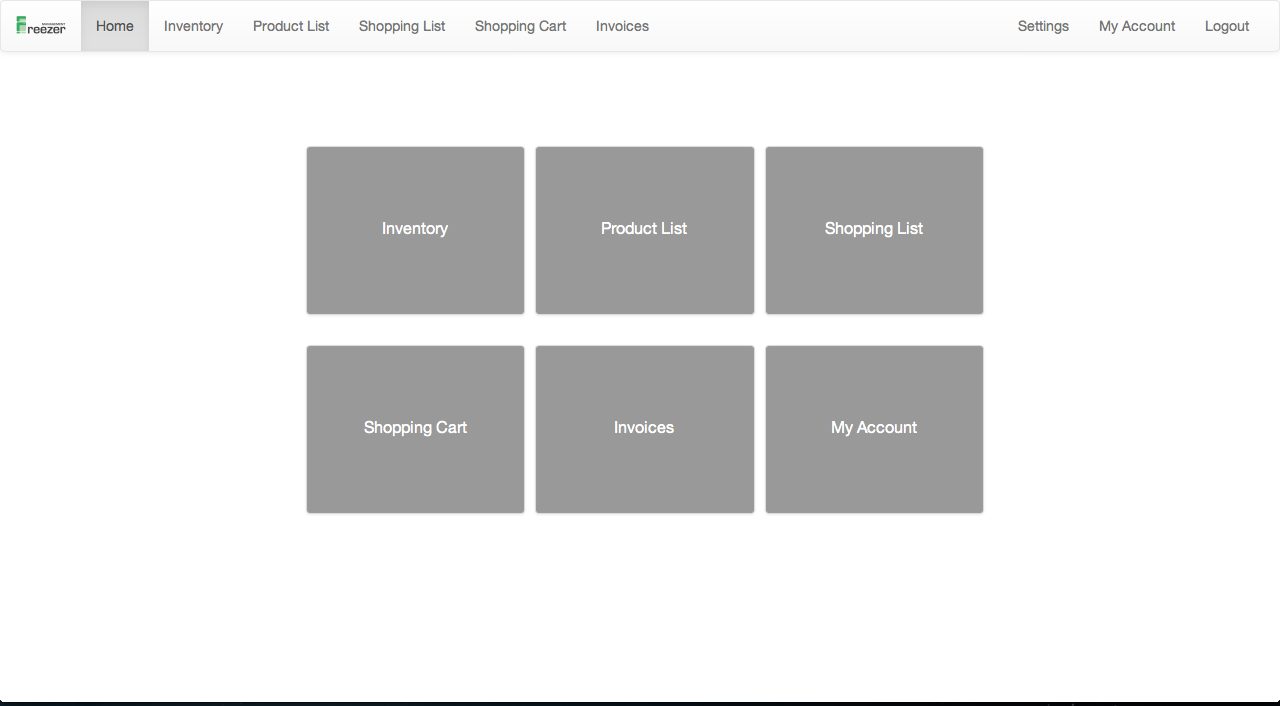 MANAGEMENT
Freezer
Home Inventory Product List Shopping List Shopping Cart Invoices Settings My Account Logout
Inventory Product List Shopping List
Shopping Cart Invoices My Account